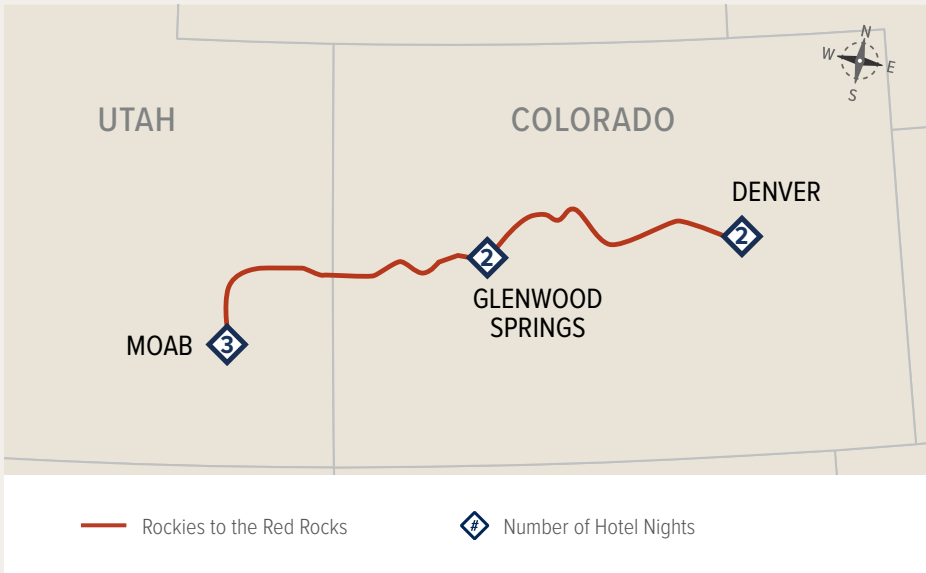 N
W
E
S
UTAH
COLORADO
DENVER
2
2
GLENWOOD
SPRINGS
MOAB
3
Rockies to the Red Rocks
# Number of Hotel Nights